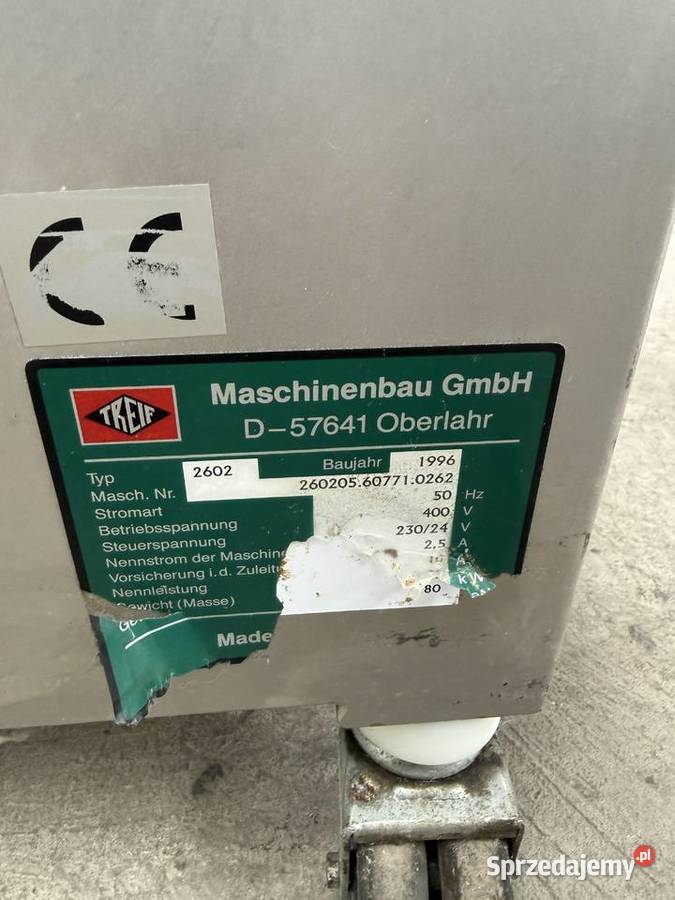 CE
TREIF
Maschinenbau GmbH
D-57641 Oberlahr
Typ 2602 Baujahr 1996
Masch. Nr. 260205.60771.0262
Stromart 50 Hz
Betriebsspannung 400 V
Steuerspannung 230/24 V
Nennstrom der Maschine 2,5 A
Vorsicherung i.d. Zuleitu
Nennleistung kW
Gewicht (Masse) 80
Made
Sprzedajemy.pl